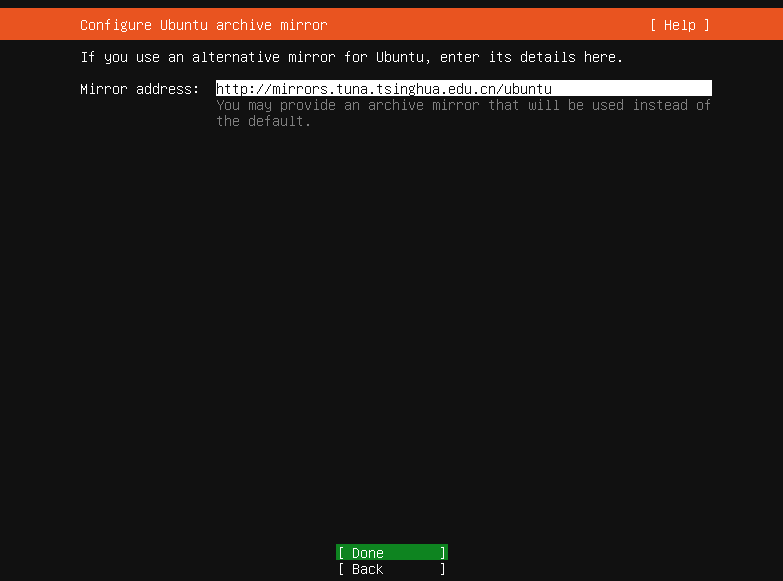 Configure Ubuntu archive mirror [ Help ]
If you use an alternative mirror for Ubuntu, enter its details here.
Mirror address: http://mirrors.tuna.tsinghua.edu.cn/ubuntu
You may provide an archive mirror that will be used instead of
the default.
[ Done ]
[ Back ]